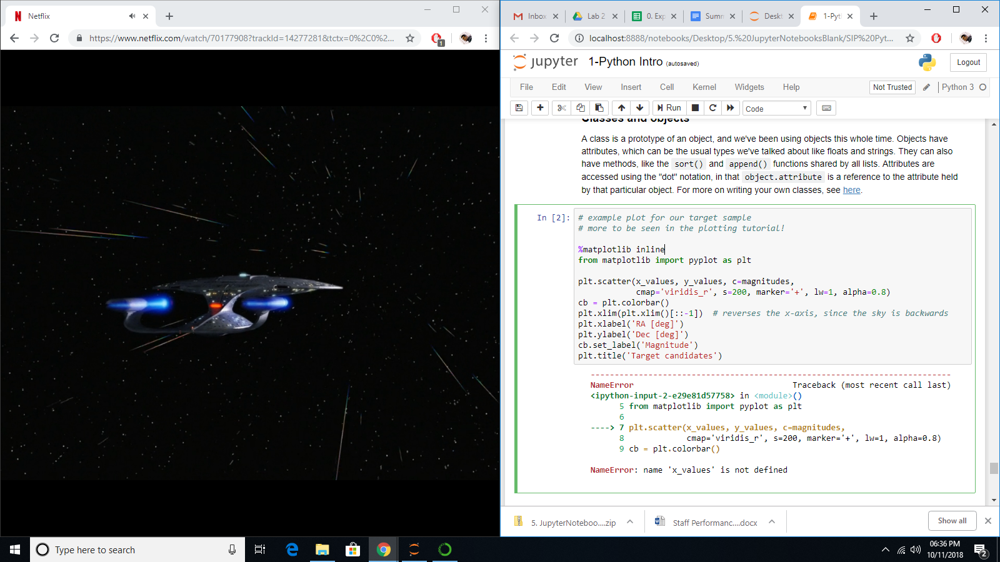 Netflix
https://www.netflix.com/watch/70177908?trackId=14277281&tctx=0%2C0%2...
1
Inbox
Lab 2
0. Exp
Summ
Deskt
1-Pyt
localhost:8888/notebooks/Desktop/5.%20JupyterNotebooksBlank/SIP%20Pyt...
jupyter 1-Python Intro (autosaved)
Logout
File Edit View Insert Cell Kernel Widgets Help
Not Trusted
Python 3
Run
Code
Classes and objects
A class is a prototype of an object, and we've been using objects this whole time. Objects have
attributes, which can be the usual types we've talked about like floats and strings. They can also
have methods, like the sort() and append() functions shared by all lists. Attributes are
accessed using the "dot" notation, in that object.attribute is a reference to the attribute held
by that particular object. For more on writing your own classes, see here.
In [2]:
# example plot for our target sample
# more to be seen in the plotting tutorial!
%matplotlib inline
from matplotlib import pyplot as plt
plt.scatter(x_values, y_values, c=magnitudes,
cmap='viridis_r', s=200, marker='+', lw=1, alpha=0.8)
cb = plt.colorbar()
plt.xlim(plt.xlim()[::-1]) # reverses the x-axis, since the sky is backwards
plt.xlabel('RA [deg]')
plt.ylabel('Dec [deg]')
cb.set_label('Magnitude')
plt.title('Target candidates')
---------------------------------------------------------------------------
NameError Traceback (most recent call last)
<ipython-input-2-e29e81d57758> in <module>()
5 from matplotlib import pyplot as plt
6
----> 7 plt.scatter(x_values, y_values, c=magnitudes,
8 cmap='viridis_r', s=200, marker='+', lw=1, alpha=0.8)
9 cb = plt.colorbar()
NameError: name 'x_values' is not defined
5. JupyterNoteboo....zip
Staff Performanc....docx
Show all
Type here to search
06:36 PM
10/11/2018
2